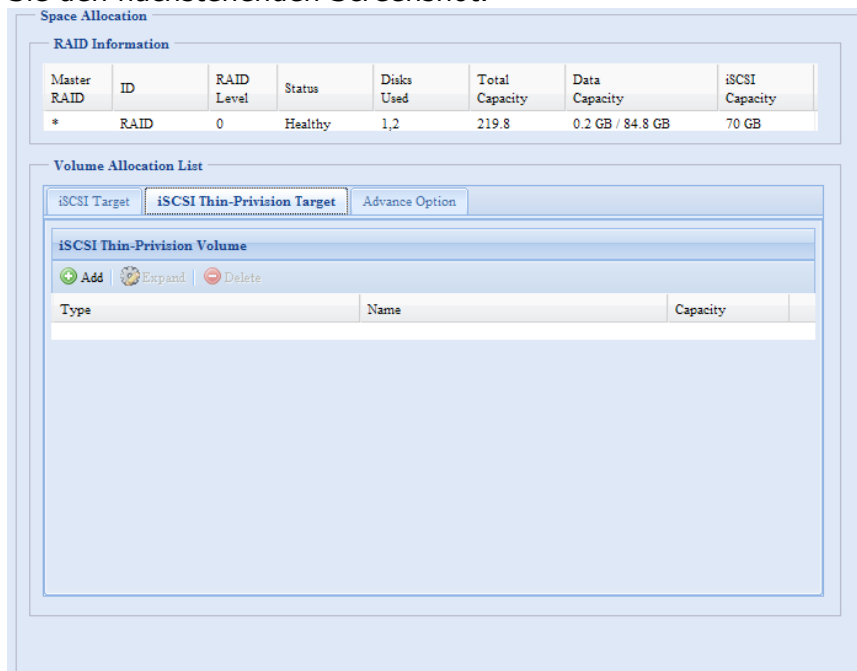 Space Allocation
RAID Information
Master RAID ID RAID Level Status Disks Used Total Capacity Data Capacity iSCSI Capacity
* RAID 0 Healthy 1,2 219.8 0.2 GB / 84.8 GB 70 GB
Volume Allocation List
iSCSI Target iSCSI Thin-Privision Target Advance Option
iSCSI Thin-Privision Volume
Add Expand Delete
Type Name Capacity